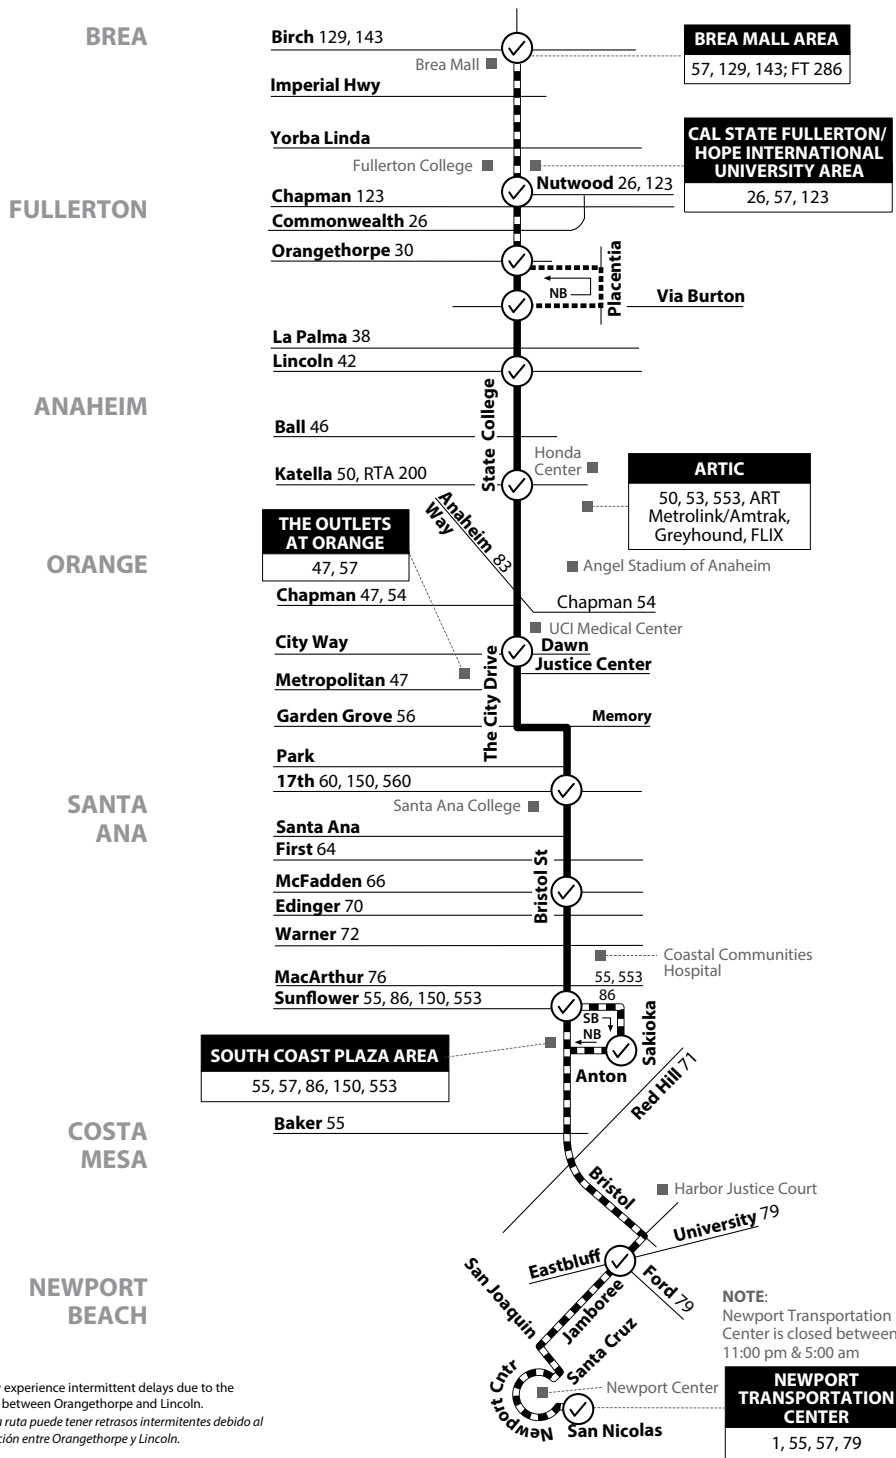 BREA
Birch 129, 143
Brea Mall
BREA MALL AREA
57, 129, 143; FT 286
Imperial Hwy
Yorba Linda
Fullerton College
CAL STATE FULLERTON/
HOPE INTERNATIONAL
UNIVERSITY AREA
26, 57, 123
FULLERTON
Nutwood 26, 123
Chapman 123
Commonwealth 26
Orangethorpe 30
NB
Placentia
Via Burton
La Palma 38
Lincoln 42
ANAHEIM
State College
Ball 46
Honda
Center
Katella 50, RTA 200
ARTIC
50, 53, 553, ART
Metrolink/Amtrak,
Greyhound, FLIX
Anaheim 83
Way
THE OUTLETS
AT ORANGE
47, 57
ORANGE
Angel Stadium of Anaheim
Chapman 47, 54
Chapman 54
UCI Medical Center
City Way
Dawn
Justice Center
The City Drive
Metropolitan 47
Garden Grove 56
Memory
Park
17th 60, 150, 560
SANTA
ANA
Santa Ana College
Santa Ana
First 64
Bristol St
McFadden 66
Edinger 70
Warner 72
Coastal Communities
Hospital
MacArthur 76
55, 553
Sunflower 55, 86, 150, 553
86
SB
NB
Sakioka
Anton
SOUTH COAST PLAZA AREA
55, 57, 86, 150, 553
Red Hill 71
COSTA
MESA
Baker 55
Bristol
Harbor Justice Court
University 79
Eastbluff
Ford 79
NEWPORT
BEACH
San Joaquin
Jamboree
Santa Cruz
NOTE:
Newport Transportation
Center is closed between
11:00 pm & 5:00 am
Newport Cntr
Newport Center
San Nicolas
NEWPORT
TRANSPORTATION
CENTER
1, 55, 57, 79
experience intermittent delays due to the
between Orangethorpe and Lincoln.
ruta puede tener retrasos intermitentes debido al
entre Orangethorpe y Lincoln.